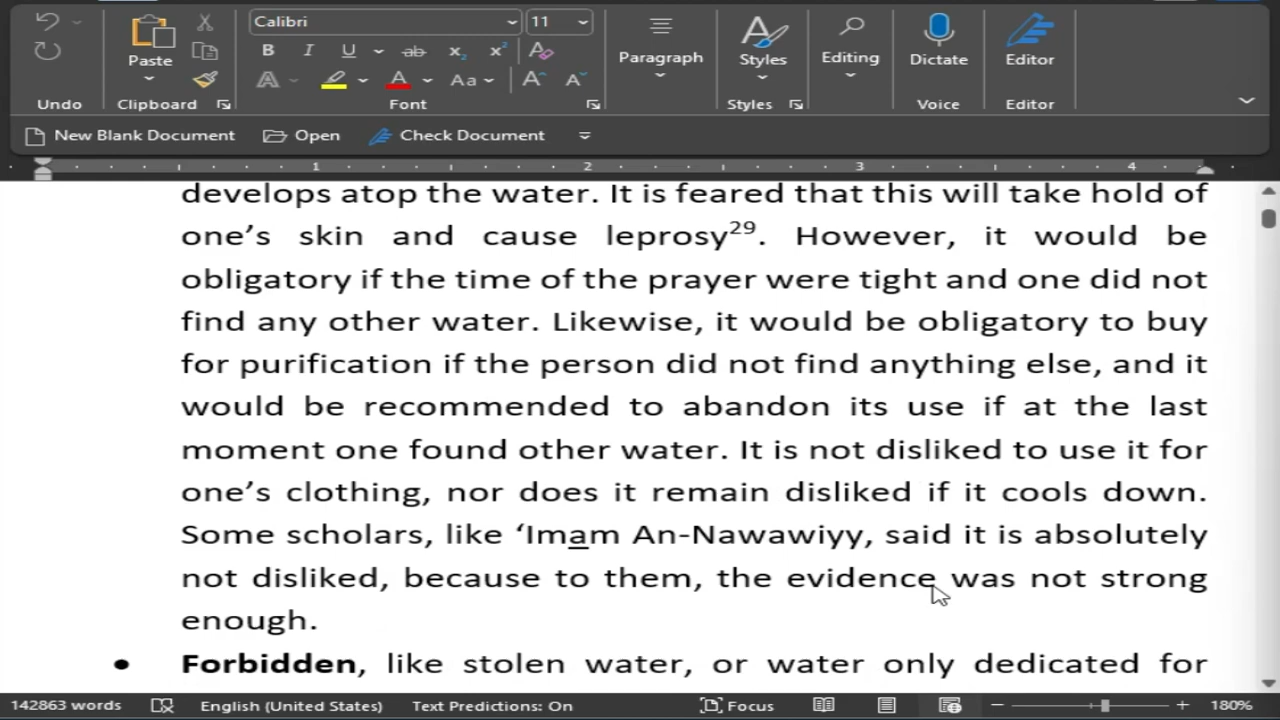 Calibri 11
Paste
B I U ab x₂ x² A
A A Aa A A
Paragraph Styles Editing Dictate Editor
Undo Clipboard Font Styles Voice Editor
New Blank Document Open Check Document
1 2 3 4
develops atop the water. It is feared that this will take hold of
one’s skin and cause leprosy²⁹. However, it would be
obligatory if the time of the prayer were tight and one did not
find any other water. Likewise, it would be obligatory to buy
for purification if the person did not find anything else, and it
would be recommended to abandon its use if at the last
moment one found other water. It is not disliked to use it for
one’s clothing, nor does it remain disliked if it cools down.
Some scholars, like ‘Imam An-Nawawiyy, said it is absolutely
not disliked, because to them, the evidence was not strong
enough.
• Forbidden, like stolen water, or water only dedicated for
142863 words English (United States) Text Predictions: On Focus 180%